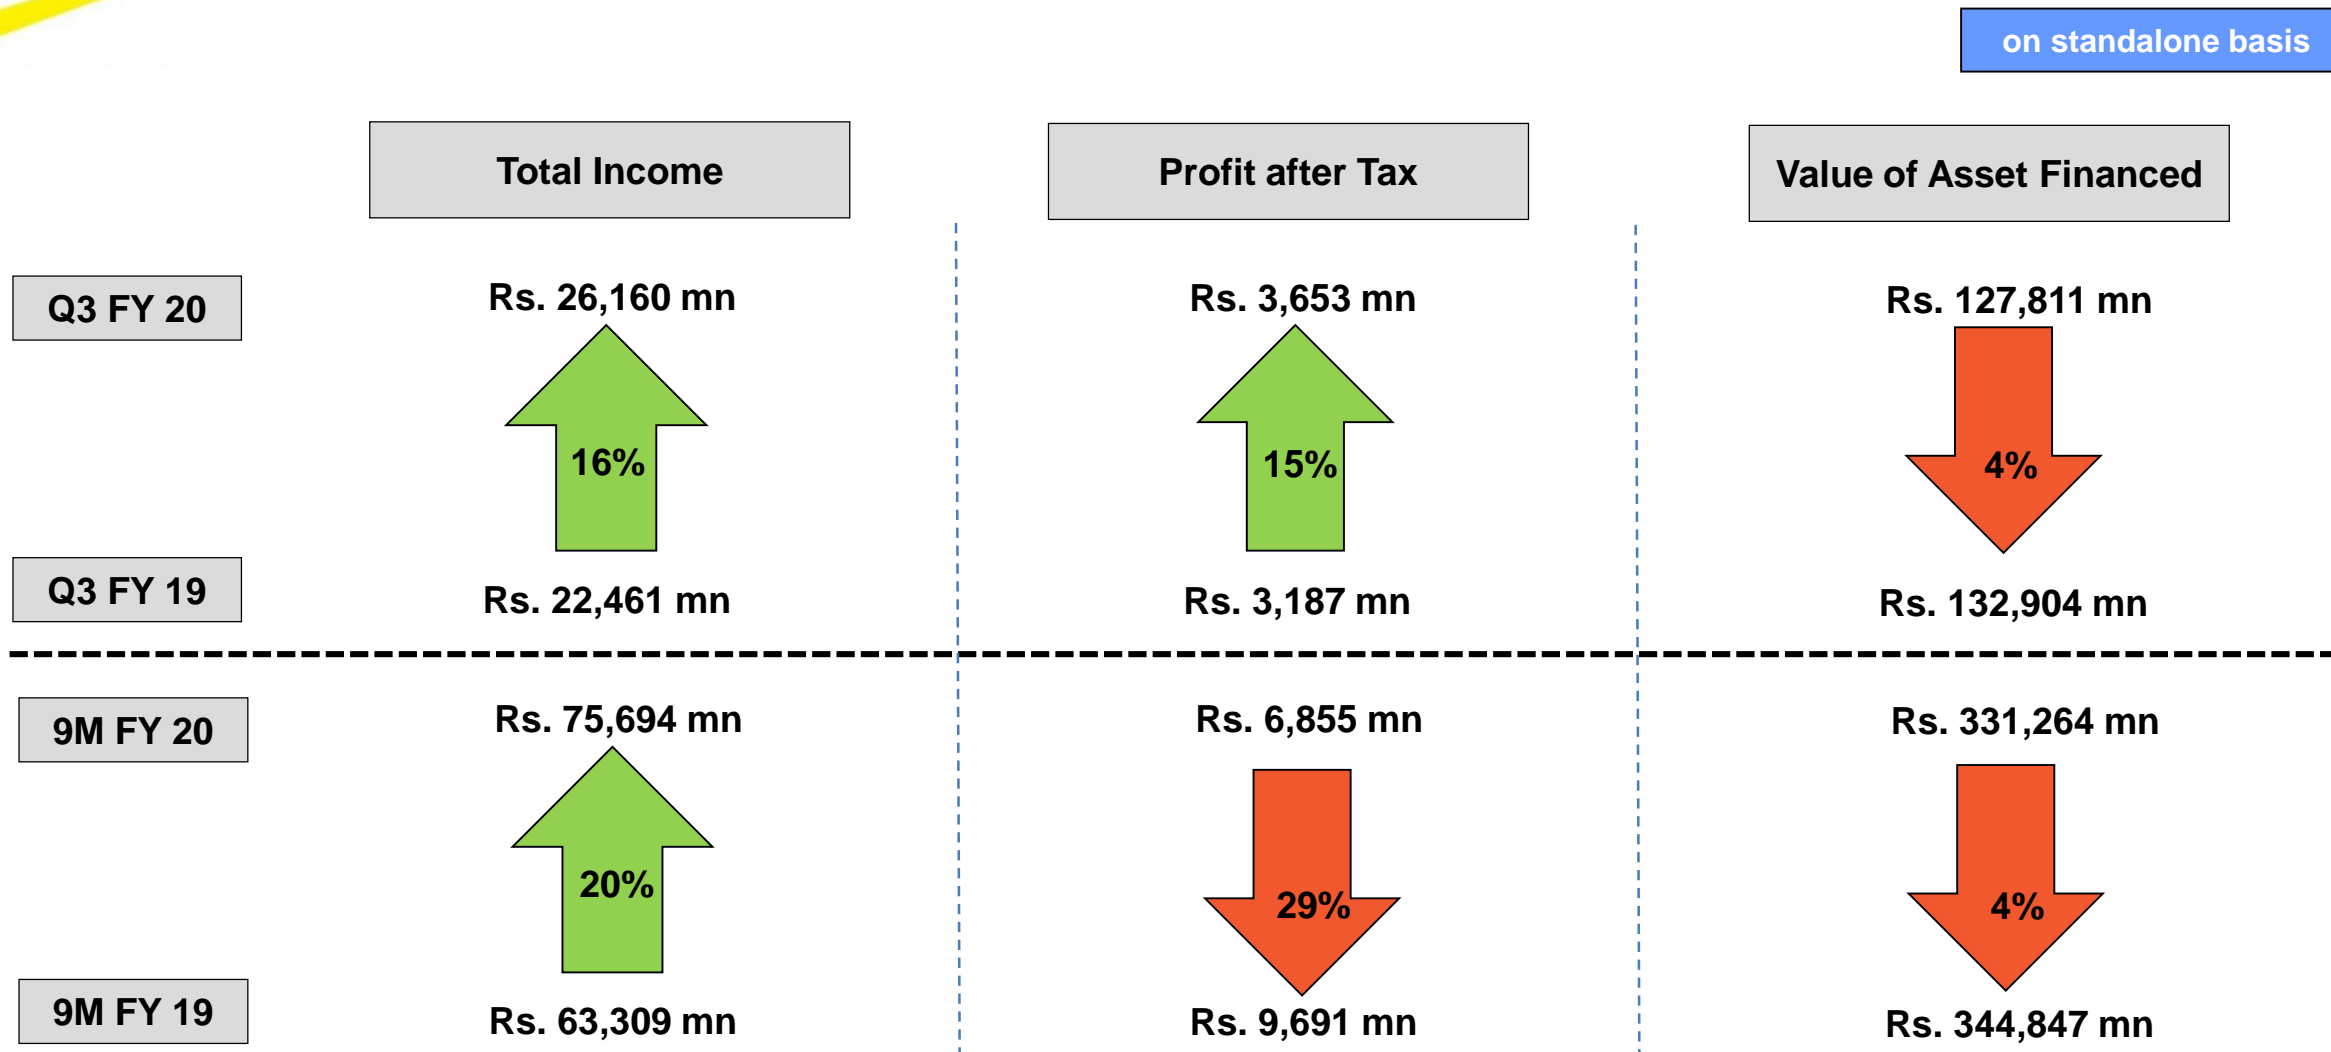 on standalone basis
Total Income
Profit after Tax
Value of Asset Financed
Q3 FY 20
Rs. 26,160 mn
Rs. 3,653 mn
Rs. 127,811 mn
16%
15%
4%
Q3 FY 19
Rs. 22,461 mn
Rs. 3,187 mn
Rs. 132,904 mn
9M FY 20
Rs. 75,694 mn
Rs. 6,855 mn
Rs. 331,264 mn
20%
29%
4%
9M FY 19
Rs. 63,309 mn
Rs. 9,691 mn
Rs. 344,847 mn